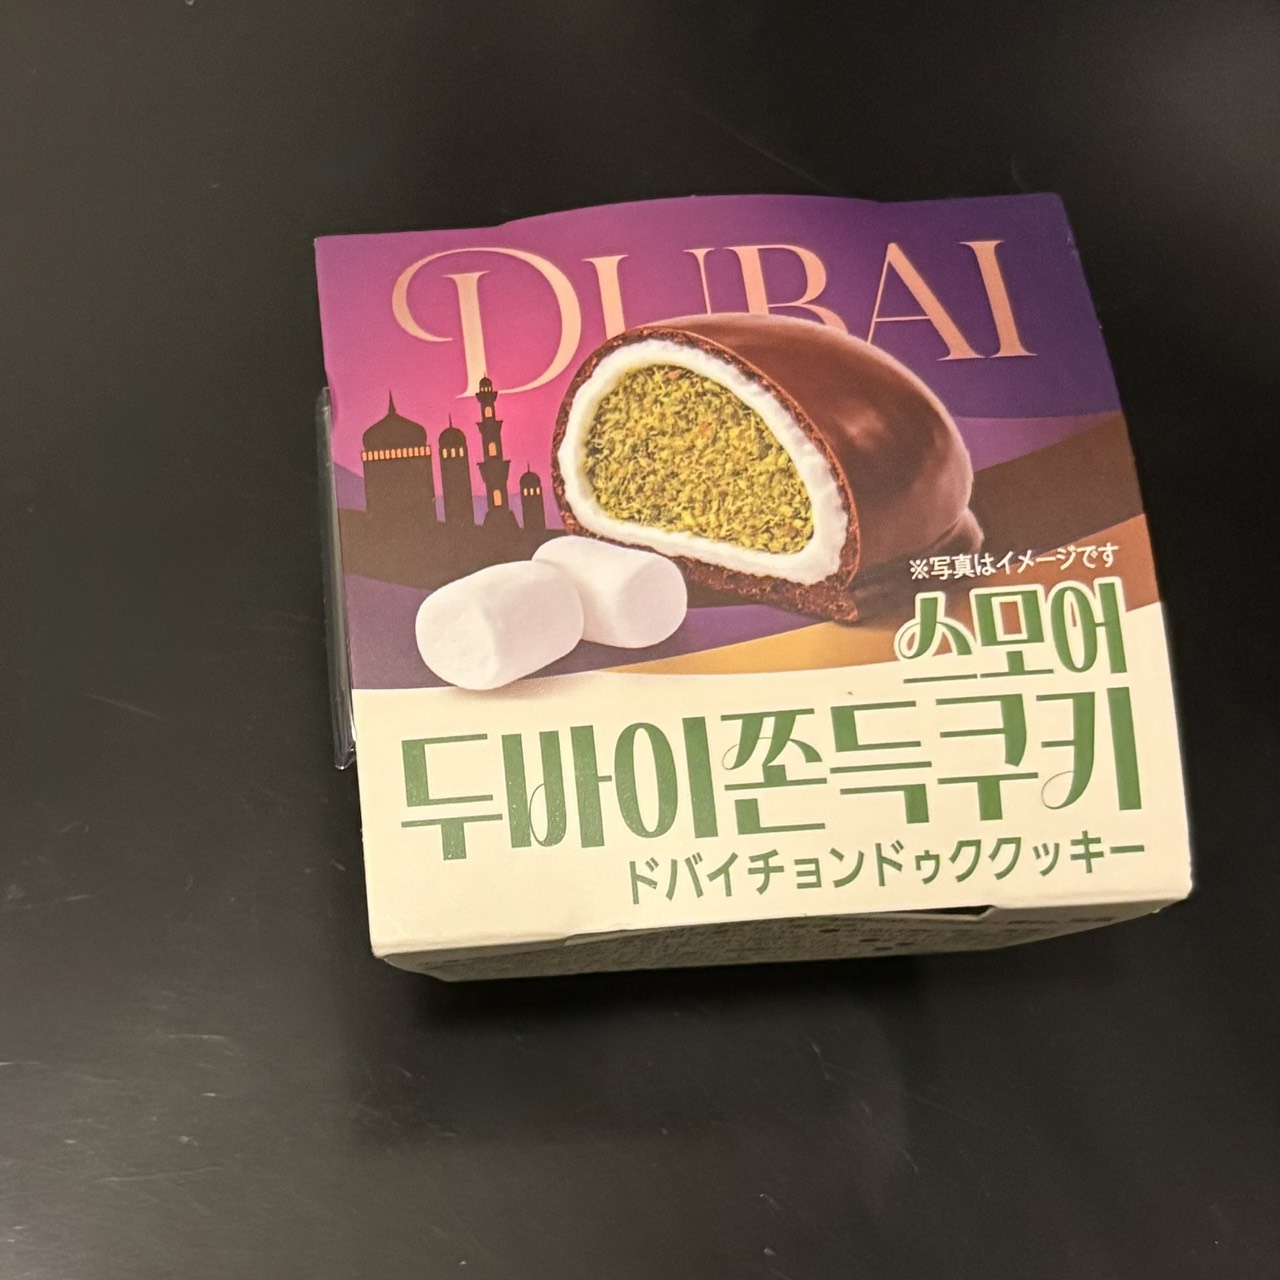 DUBAI
※写真はイメージです
스모어
두바이쫀득쿠키
ドバイチョンドゥククッキー